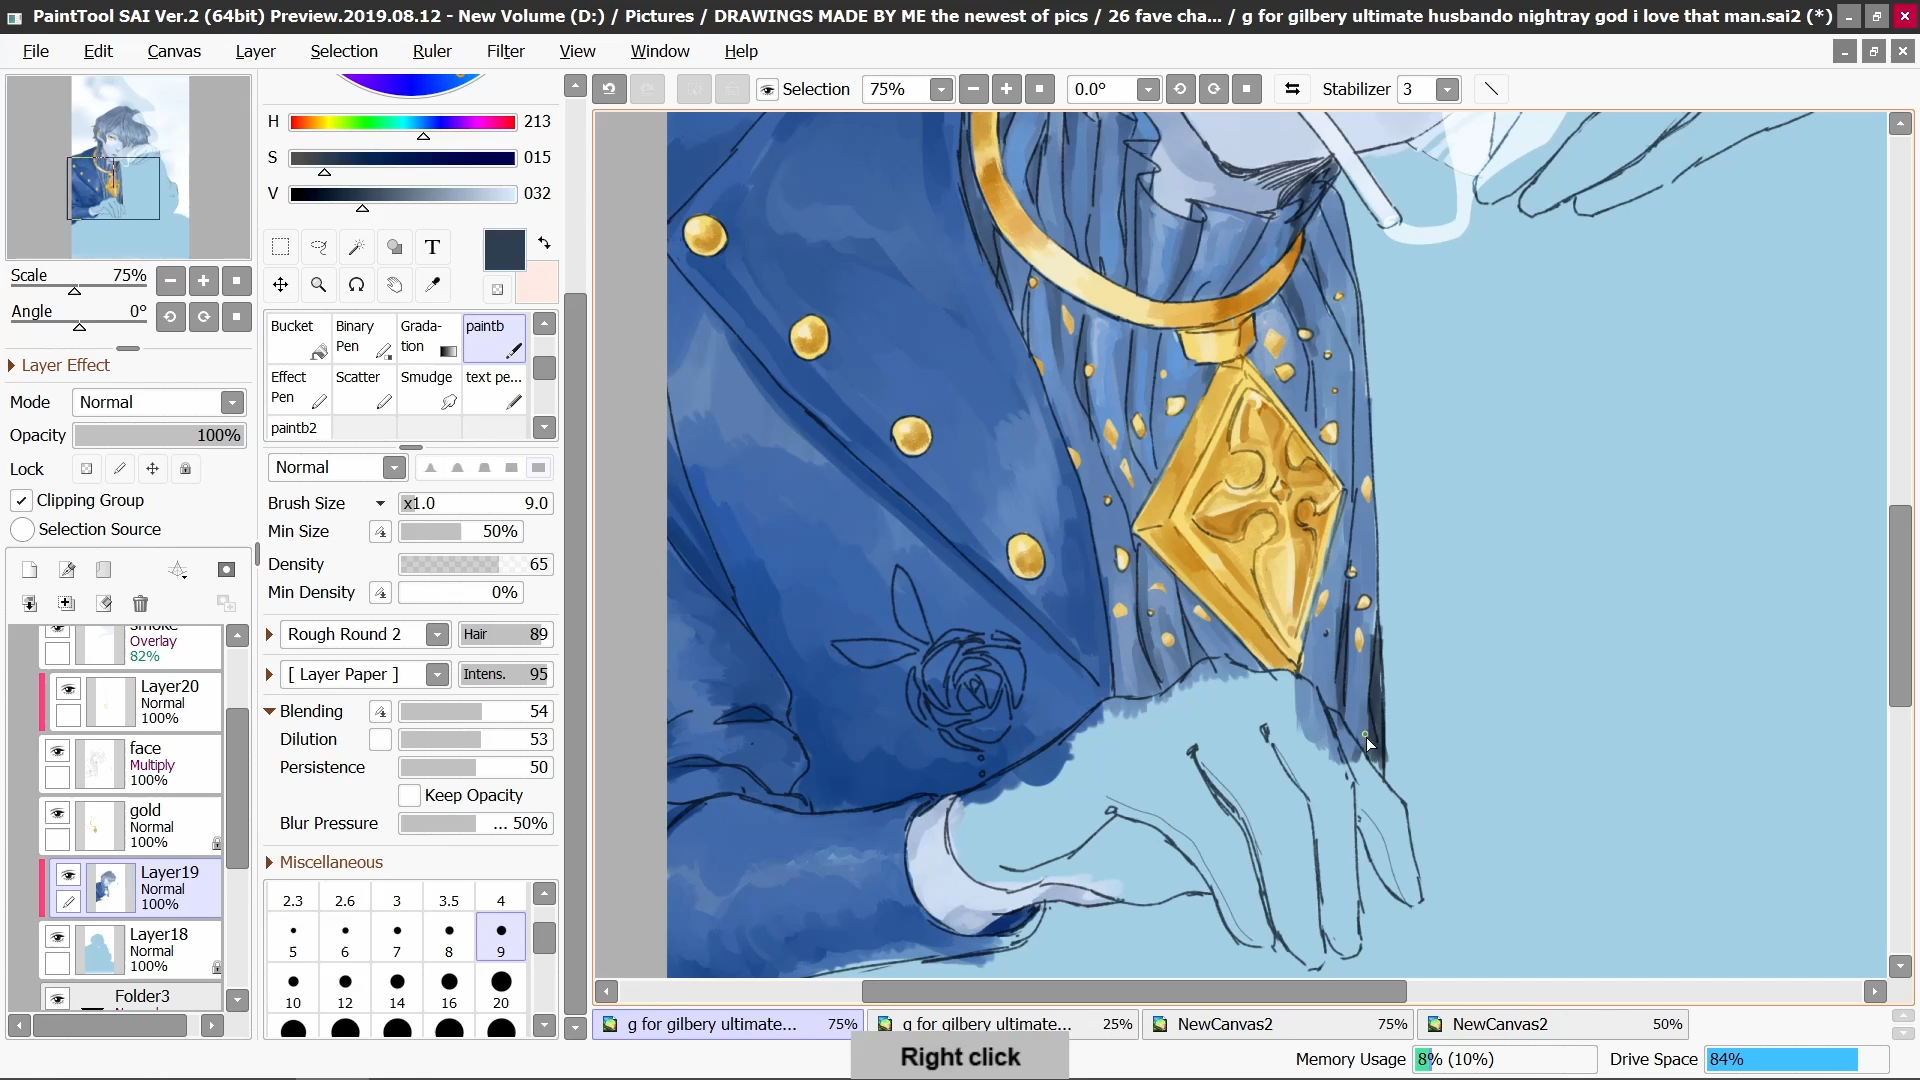 PaintTool SAI Ver.2 (64bit) Preview.2019.08.12 - New Volume (D:) / Pictures / DRAWINGS MADE BY ME the newest of pics / 26 fave cha... / g for gilbery ultimate husbando nightray god i love that man.sai2 (*)
File Edit Canvas Layer Selection Ruler Filter View Window Help
Selection 75% 0.0° Stabilizer 3
H 213
S 015
V 032
T
Scale 75%
Angle 0°
Layer Effect
Mode Normal
Opacity 100%
Lock
Clipping Group
Selection Source
Overlay
82%
Layer20
Normal
100%
face
Multiply
100%
gold
Normal
100%
Layer19
Normal
100%
Layer18
Normal
100%
Folder3
Bucket Binary Pen Grada-tion paintb
Effect Pen Scatter Smudge text pe...
paintb2
Normal
Brush Size x1.0 9.0
Min Size 50%
Density 65
Min Density 0%
Rough Round 2 Hair 89
[ Layer Paper ] Intens. 95
Blending 54
Dilution 53
Persistence 50
Keep Opacity
Blur Pressure ... 50%
Miscellaneous
2.3 2.6 3 3.5 4
5 6 7 8 9
10 12 14 16 20
g for gilbery ultimate... 75% g for gilbery ultimate... 25% NewCanvas2 75% NewCanvas2 50%
Right click
Memory Usage 8% (10%) Drive Space 84%